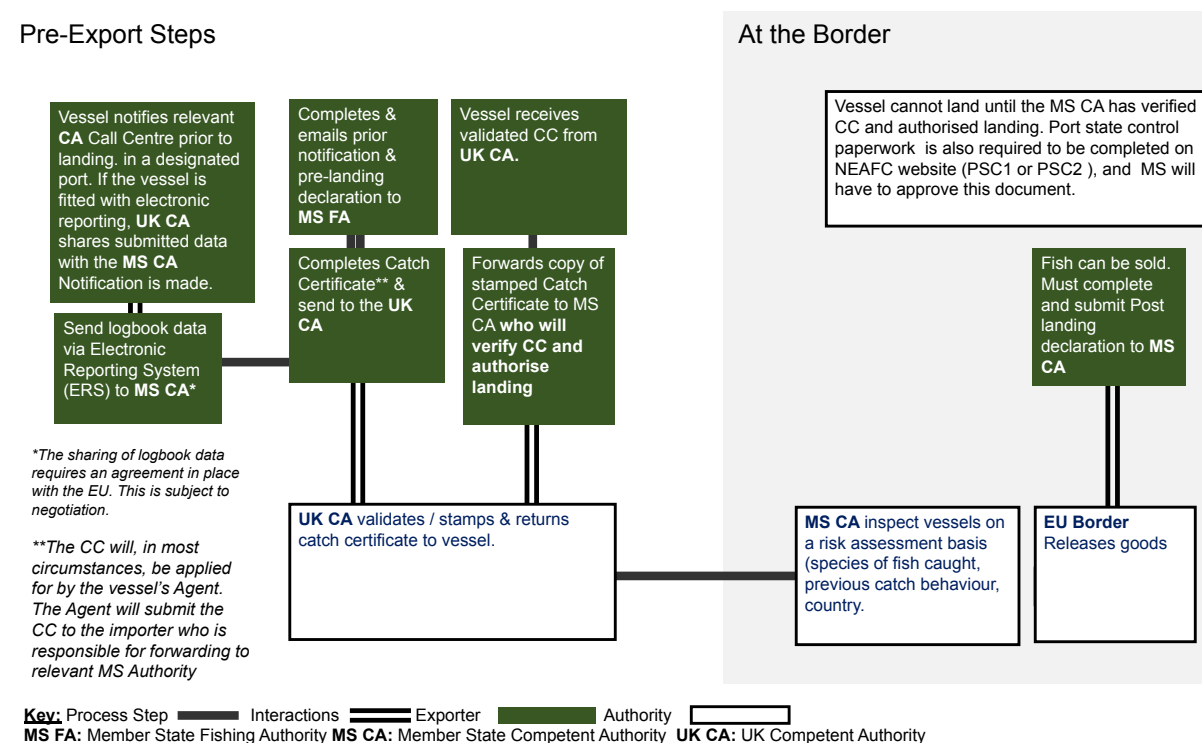 Pre-Export Steps
At the Border
Vessel notifies relevant
CA Call Centre prior to
landing. in a designated
port. If the vessel is
fitted with electronic
reporting, UK CA
shares submitted data
with the MS CA
Notification is made.
Send logbook data
via Electronic
Reporting System
(ERS) to MS CA*
*The sharing of logbook data
requires an agreement in place
with the EU. This is subject to
negotiation.
**The CC will, in most
circumstances, be applied
for by the vessel's Agent.
The Agent will submit the
CC to the importer who is
responsible for forwarding to
relevant MS Authority
Completes &
emails prior
notification &
pre-landing
declaration to
MS FA
Completes Catch
Certificate** &
send to the UK
CA
Vessel receives
validated CC from
UK CA.
Forwards copy of
stamped Catch
Certificate to MS
CA who will
verify CC and
authorise
landing
UK CA validates / stamps & returns
catch certificate to vessel.
Vessel cannot land until the MS CA has verified
CC and authorised landing. Port state control
paperwork is also required to be completed on
NEAFC website (PSC1 or PSC2 ), and MS will
have to approve this document.
MS CA inspect vessels on
a risk assessment basis
(species of fish caught,
previous catch behaviour,
country.
Fish can be sold.
Must complete
and submit Post
landing
declaration to MS
CA
EU Border
Releases goods
Key: Process Step Interactions Exporter Authority
MS FA: Member State Fishing Authority MS CA: Member State Competent Authority UK CA: UK Competent Authority